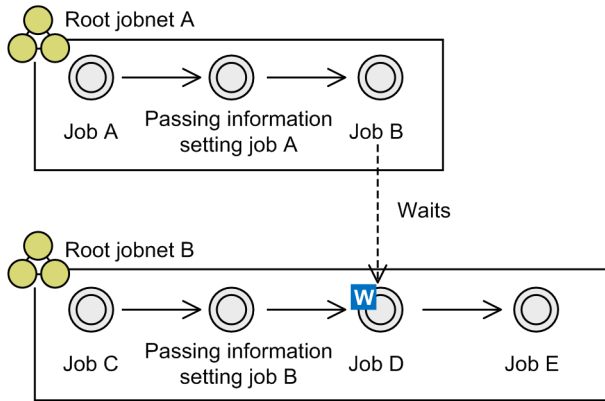 Root jobnet A
Job A
Passing information
setting job A
Job B
Waits
Root jobnet B
W
Job C
Passing information
setting job B
Job D
Job E